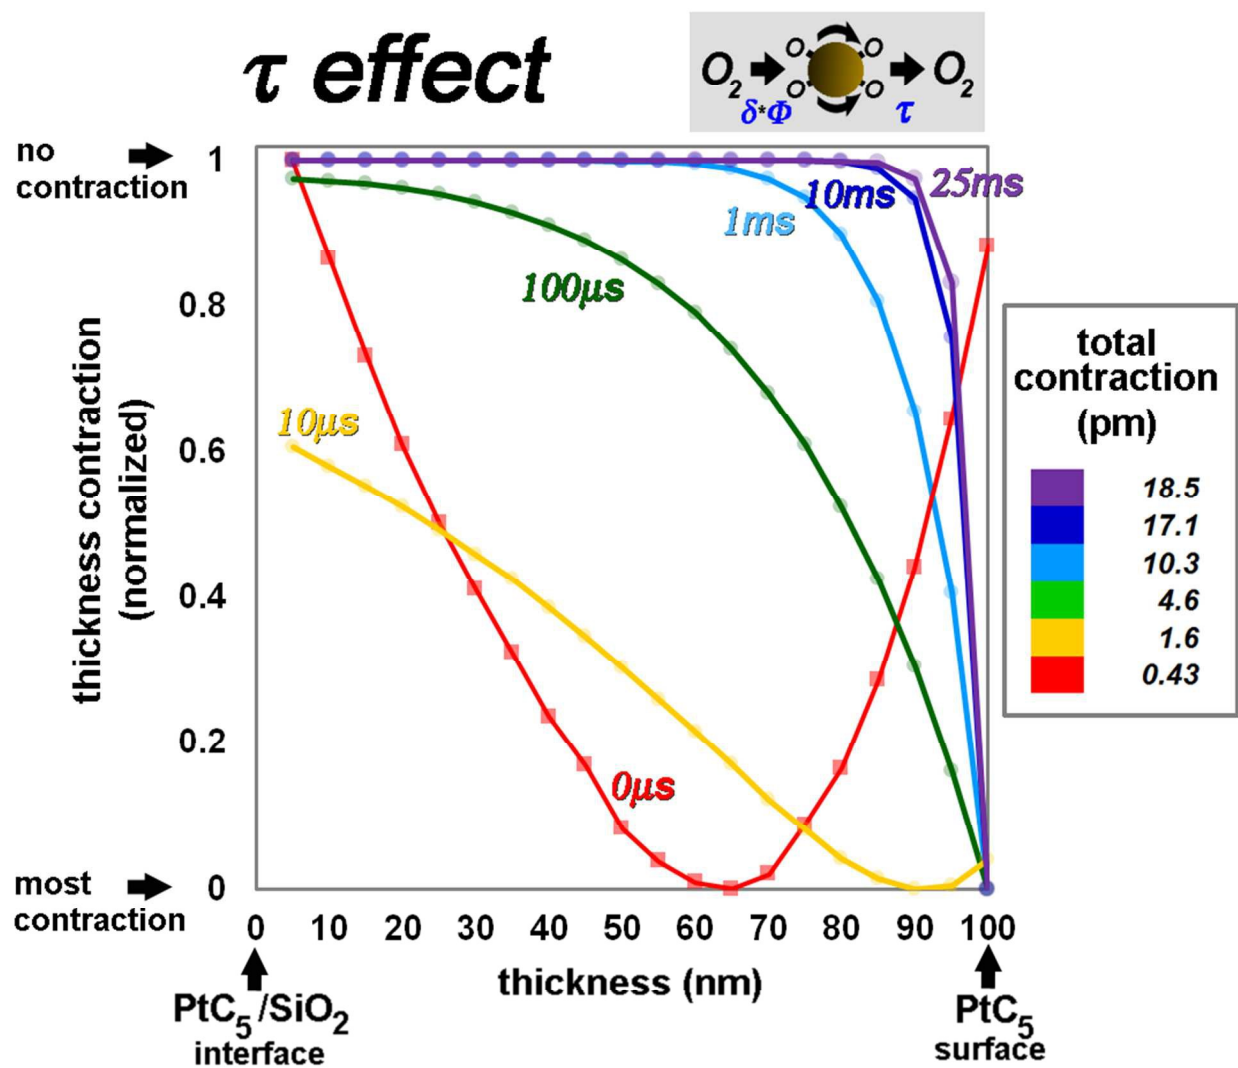 τ effect
O O
O2 O2
O O
δ*Φ τ
no
contraction
most
contraction
thickness contraction
(normalized)
1
0.8
0.6
0.4
0.2
0
25ms
10ms
1ms
100μs
10μs
0μs
0 10 20 30 40 50 60 70 80 90 100
thickness (nm)
PtC5/SiO2
interface
PtC5
surface
total
contraction
(pm)
18.5
17.1
10.3
4.6
1.6
0.43